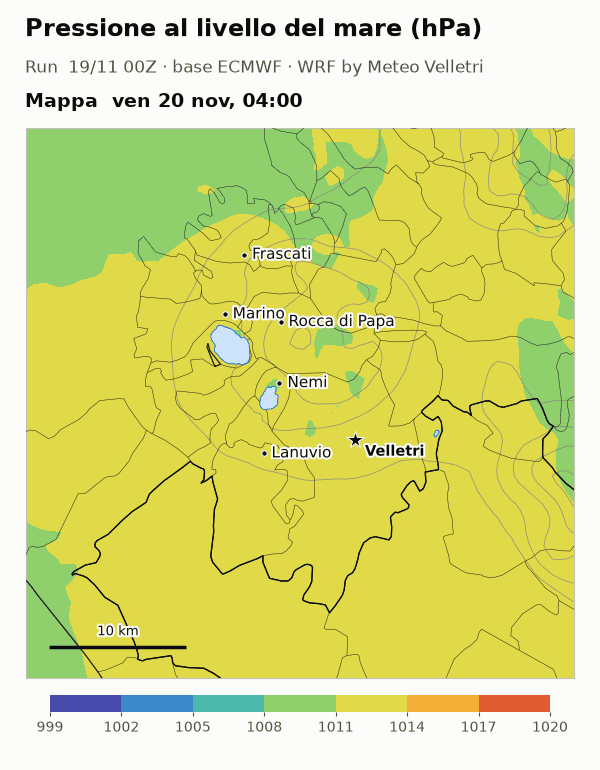 Pressione al livello del mare (hPa)
Run  19/11 00Z · base ECMWF · WRF by Meteo Velletri
Mappa  ven 20 nov, 04:00
Frascati
Marino
Rocca di Papa
Nemi
Velletri
Lanuvio
10 km
999 1002 1005 1008 1011 1014 1017 1020